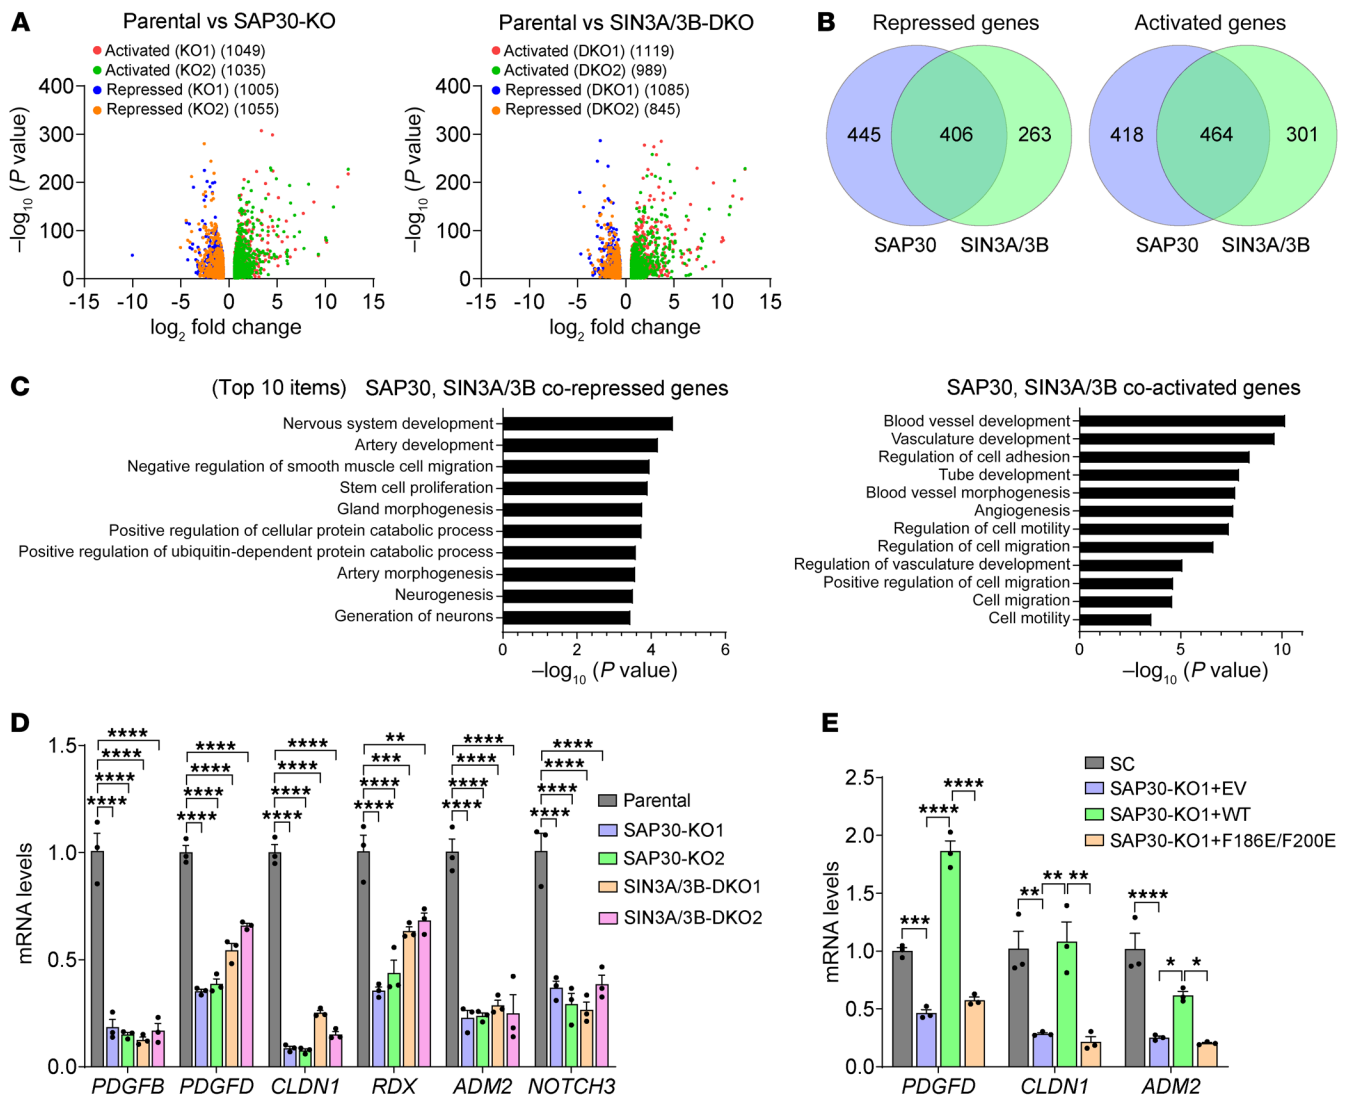 A
Parental vs SAP30-KO
Activated (KO1) (1049)
Activated (KO2) (1035)
Repressed (KO1) (1005)
Repressed (KO2) (1055)
400
300
200
100
0
–log10 (P value)
-15 -10 -5 0 5 10 15
log2 fold change
Parental vs SIN3A/3B-DKO
Activated (DKO1) (1119)
Activated (DKO2) (989)
Repressed (DKO1) (1085)
Repressed (DKO2) (845)
400
300
200
100
0
–log10 (P value)
-15 -10 -5 0 5 10 15
log2 fold change
B
Repressed genes
445 406 263
SAP30 SIN3A/3B
Activated genes
418 464 301
SAP30 SIN3A/3B
C
(Top 10 items) SAP30, SIN3A/3B co-repressed genes
Nervous system development
Artery development
Negative regulation of smooth muscle cell migration
Stem cell proliferation
Gland morphogenesis
Positive regulation of cellular protein catabolic process
Positive regulation of ubiquitin-dependent protein catabolic process
Artery morphogenesis
Neurogenesis
Generation of neurons
0 2 4 6
–log10 (P value)
SAP30, SIN3A/3B co-activated genes
Blood vessel development
Vasculature development
Regulation of cell adhesion
Tube development
Blood vessel morphogenesis
Angiogenesis
Regulation of cell motility
Regulation of cell migration
Regulation of vasculature development
Positive regulation of cell migration
Cell migration
Cell motility
0 5 10
–log10 (P value)
D
1.5
1.0
0.5
0.0
mRNA levels
****
****
****
****
****
****
****
****
****
****
****
****
**
***
****
****
****
****
****
****
****
****
****
****
PDGFB PDGFD CLDN1 RDX ADM2 NOTCH3
Parental
SAP30-KO1
SAP30-KO2
SIN3A/3B-DKO1
SIN3A/3B-DKO2
E
SC
SAP30-KO1+EV
SAP30-KO1+WT
SAP30-KO1+F186E/F200E
2.5
2.0
1.5
1.0
0.5
0.0
mRNA levels
****
****
***
** ** **
****
* *
PDGFD CLDN1 ADM2